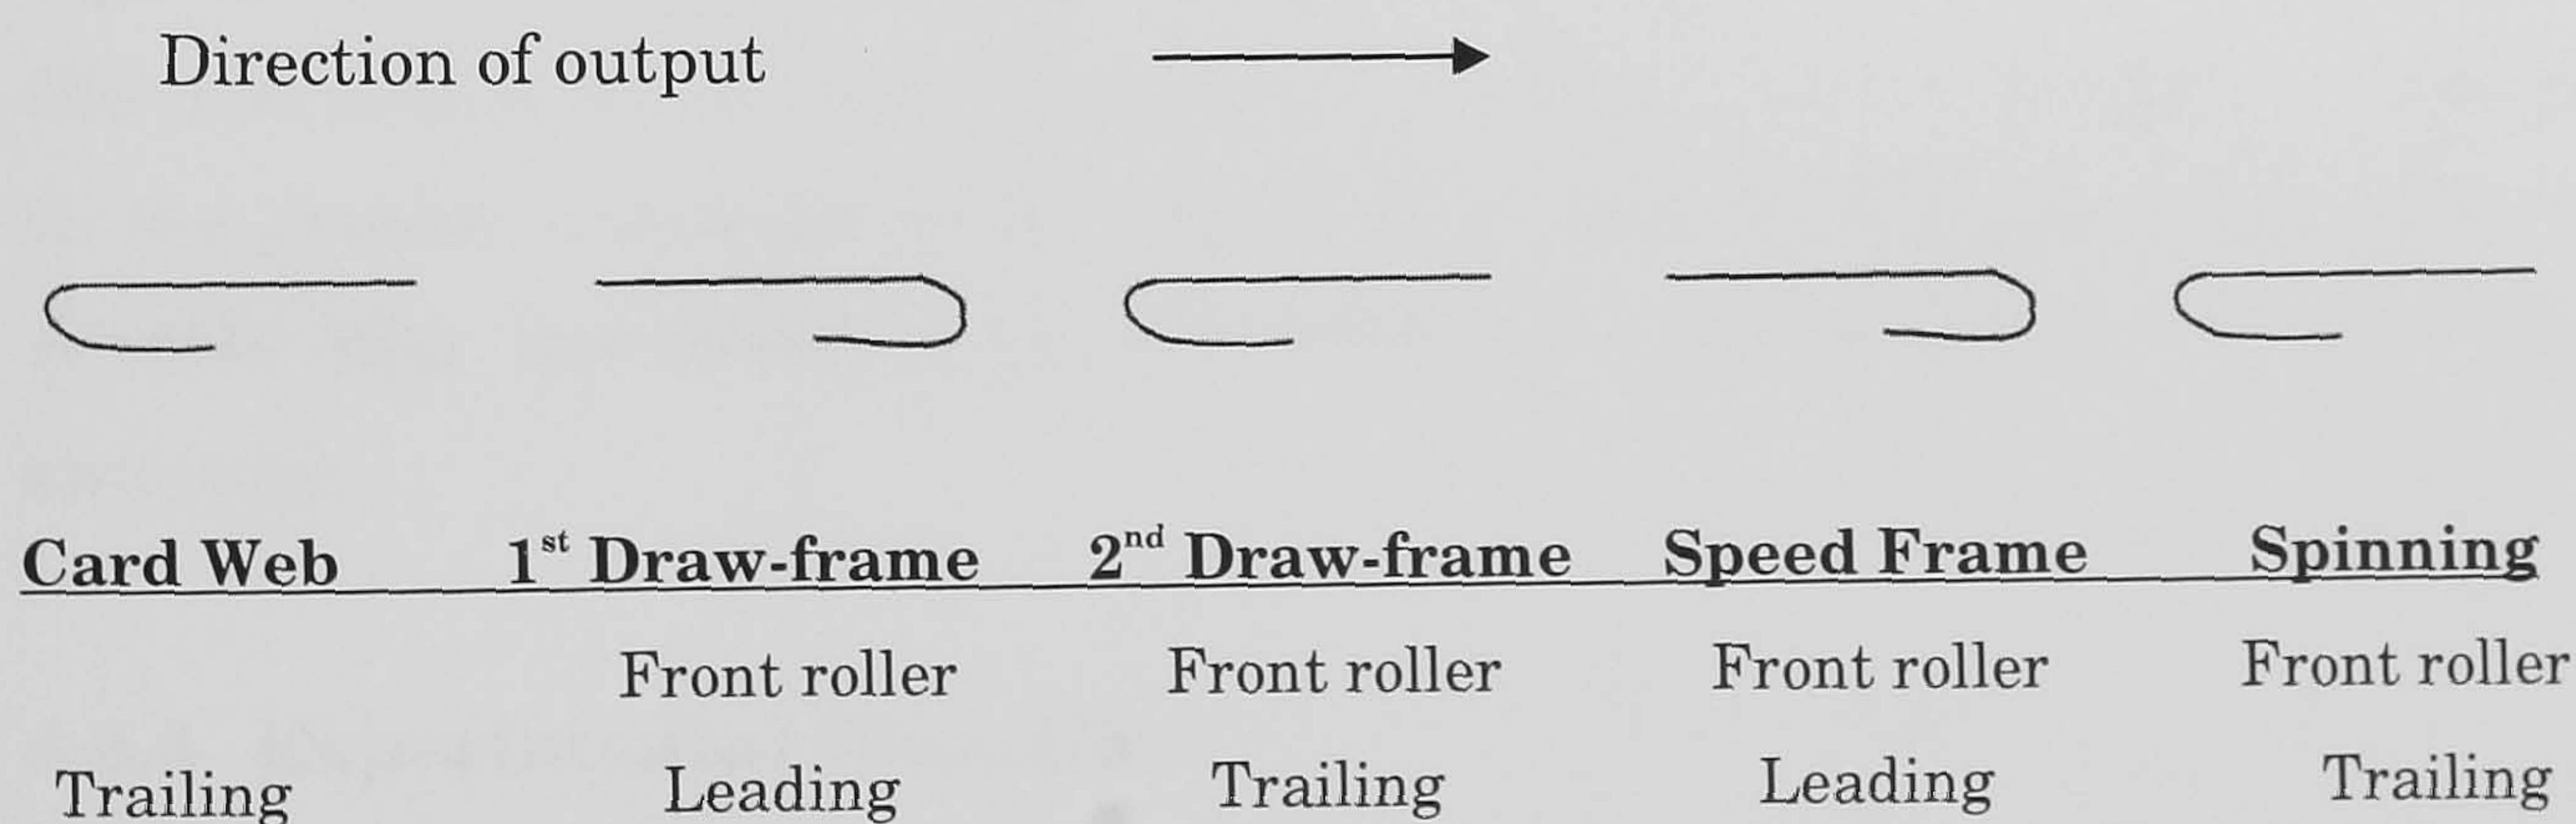 Direction of output
Card Web 1st Draw-frame 2nd Draw-frame Speed Frame Spinning
Front roller Front roller Front roller Front roller
Trailing Leading Trailing Leading Trailing